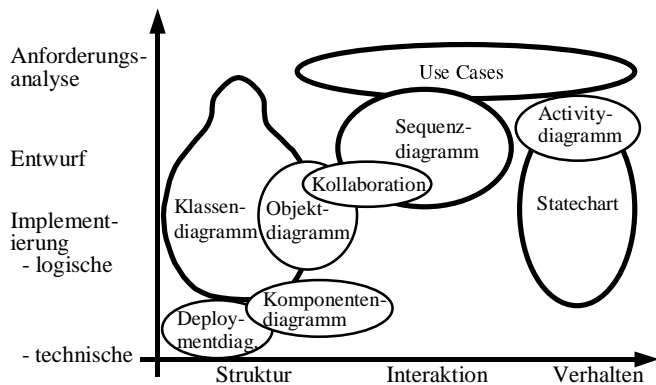 Anforderungs-
analyse
Use Cases
Activity-
diagramm
Sequenz-
diagramm
Entwurf
Kollaboration
Klassen-
diagramm
Objekt-
diagramm
Statechart
Implement-
ierung
- logische
Komponenten-
diagramm
Deploy-
mentdiag.
- technische
Struktur
Interaktion
Verhalten